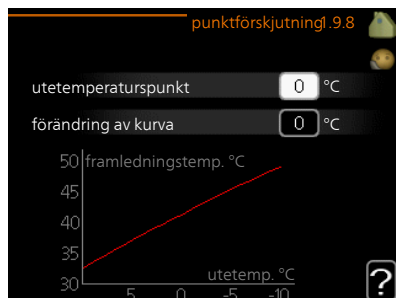 punktförskjutning1.9.8
utetemperaturspunkt 0 °C
förändring av kurva 0 °C
50 framledningstemp. °C
45
40
35
30
utetemp. °C
5 0 -5 -10
?